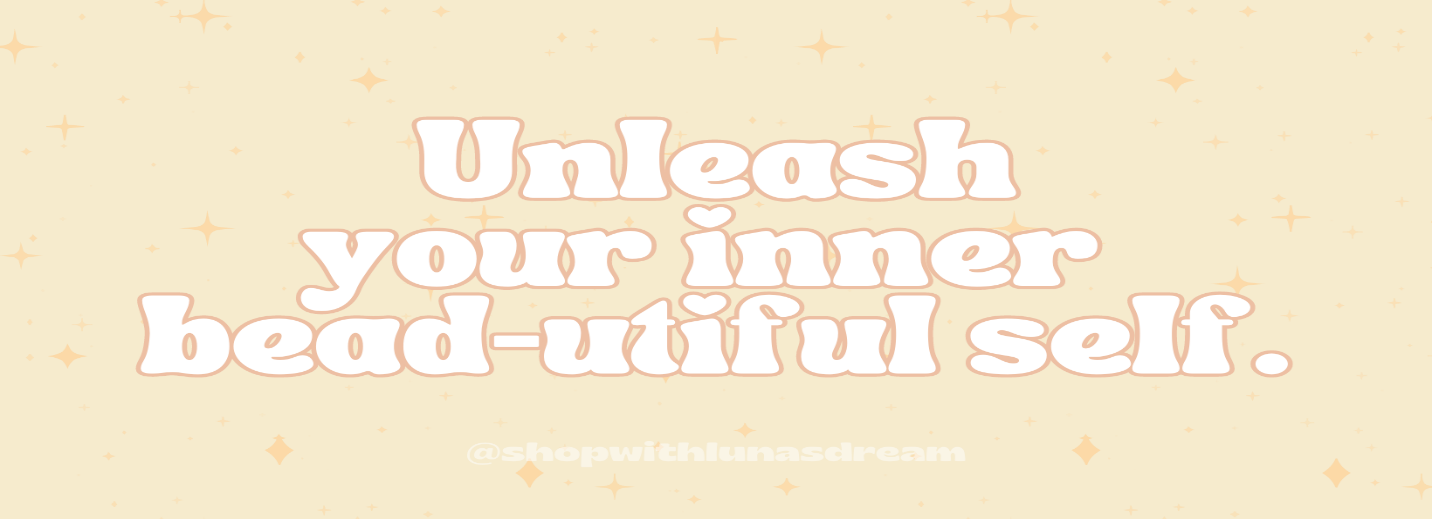 Unleash
your inner
bead-utiful self.
@shopwithlunasdream